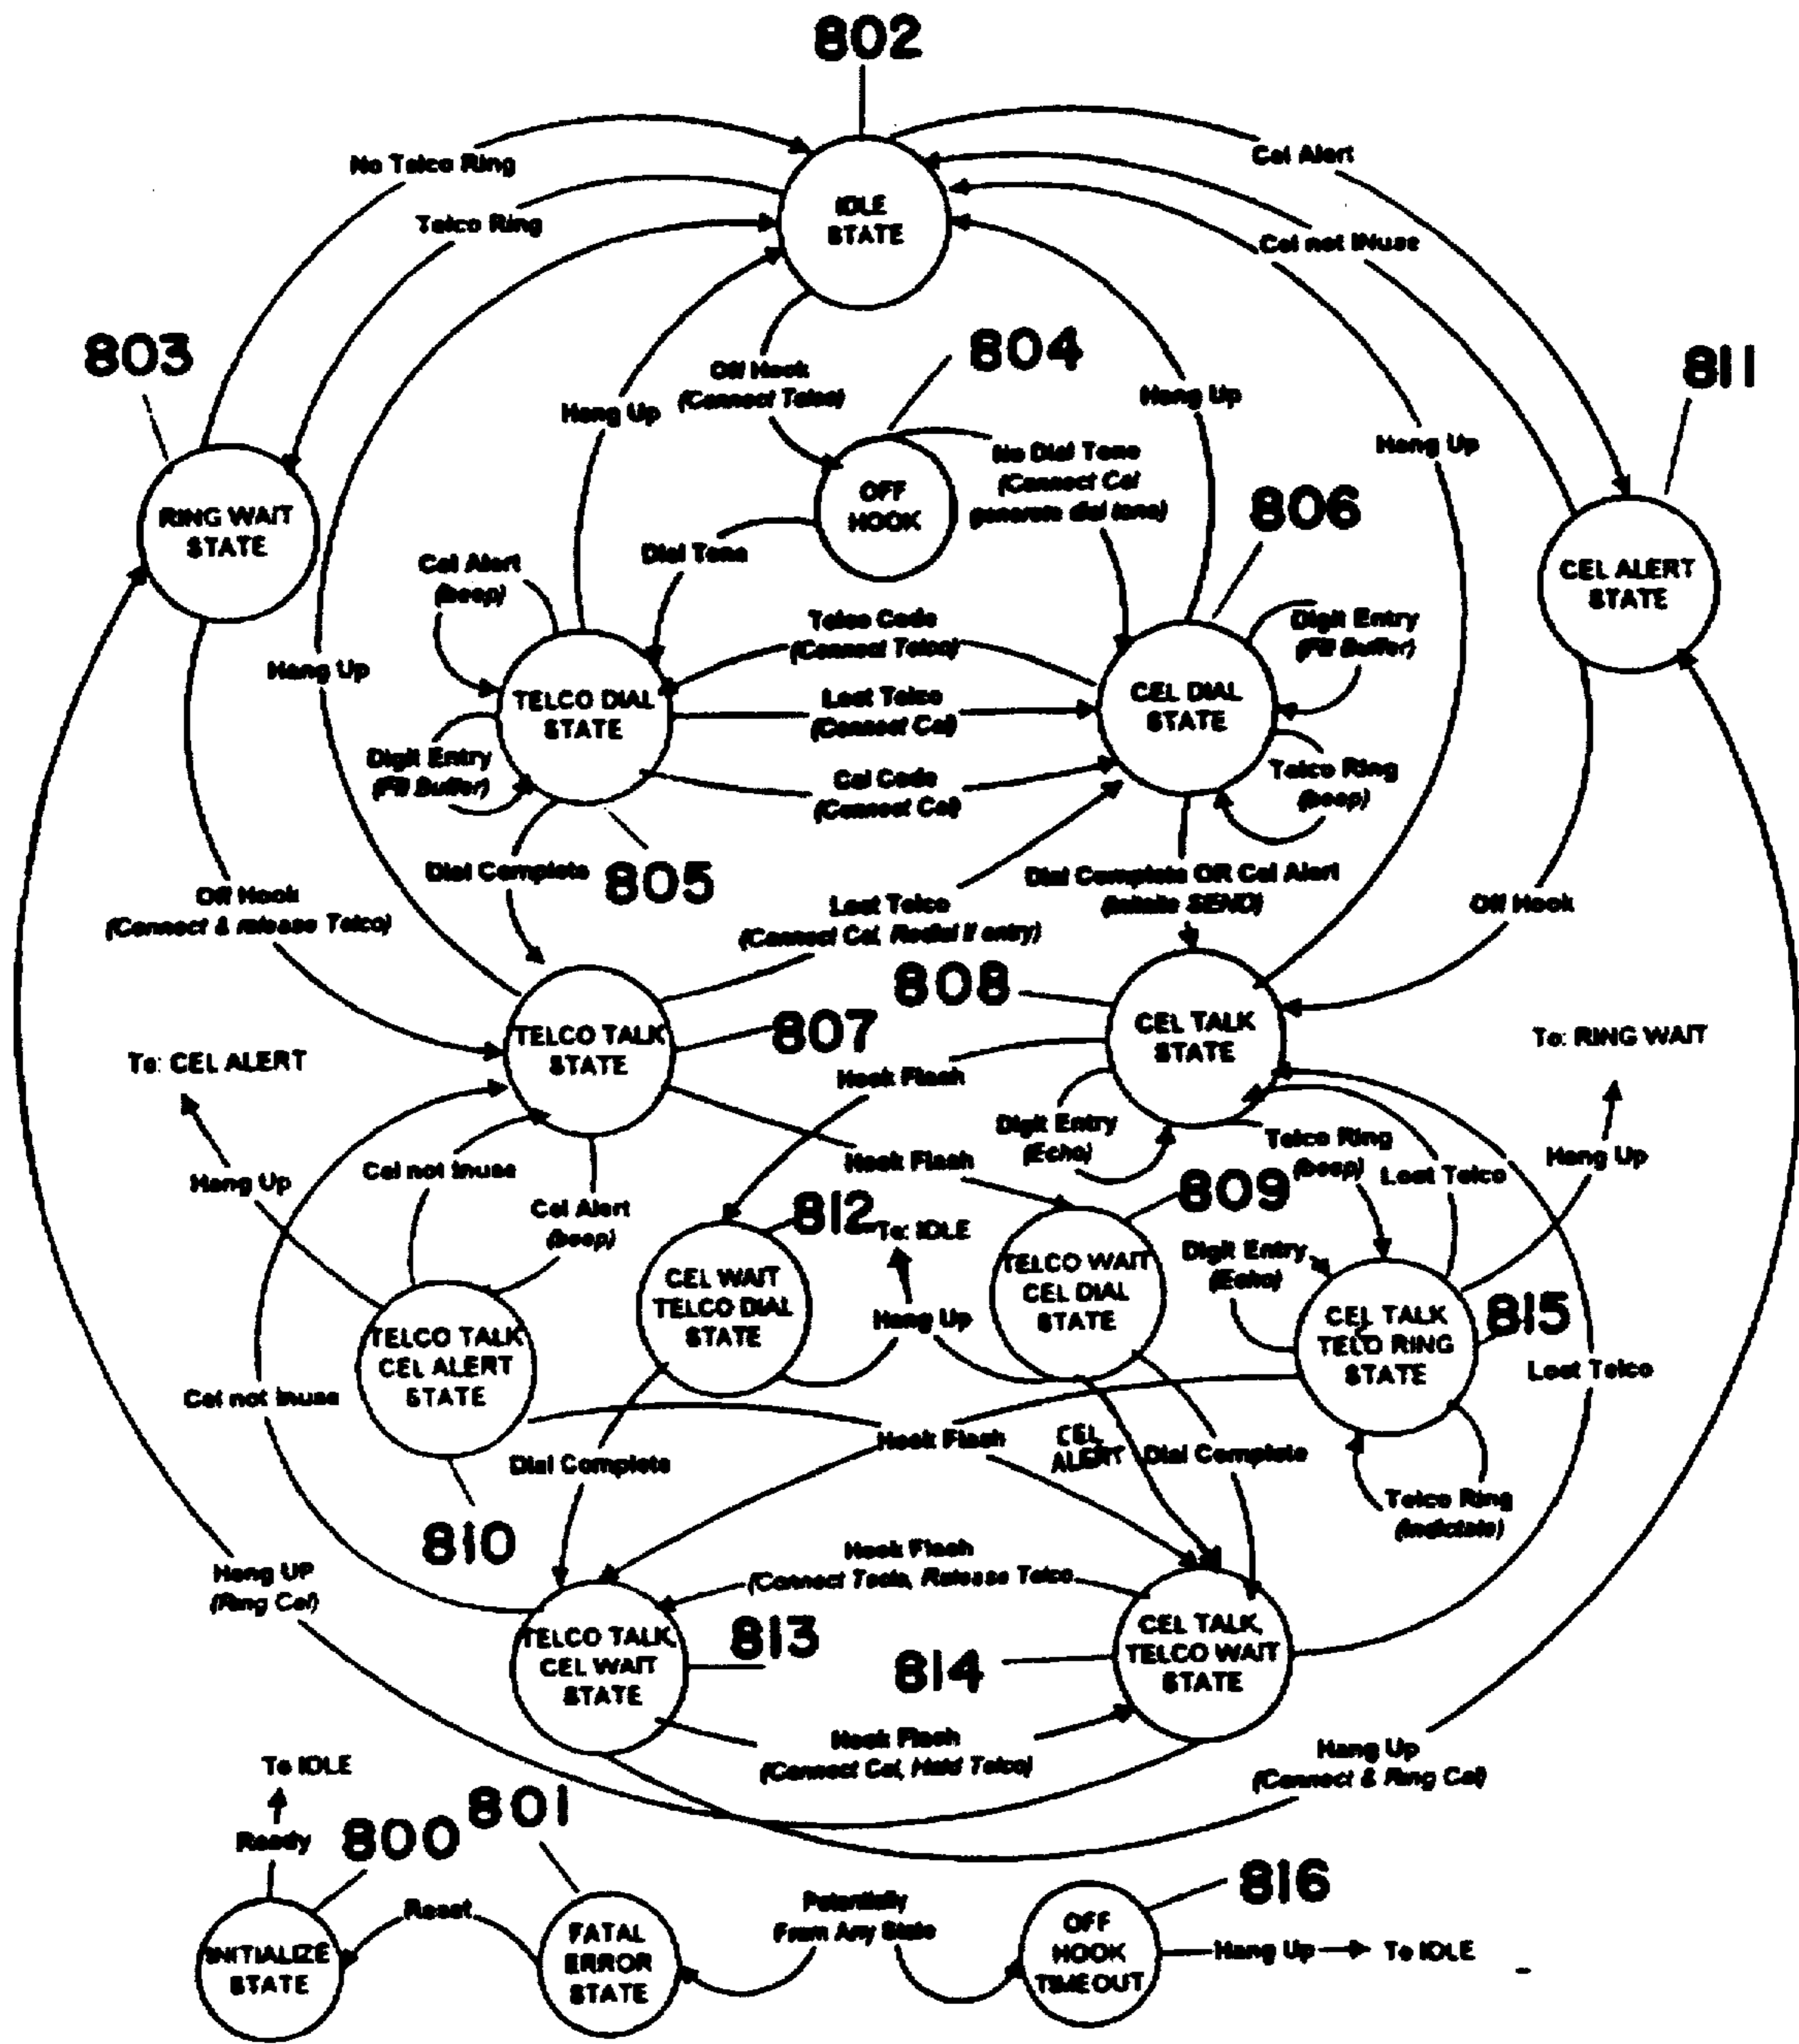 802
No Telco Ring
Cel Alert
Telco Ring
IDLE
STATE
Cel not INuse
803
804
811
Off Hook
(Connect Telco)
Hang Up
Hang Up
Hang Up
No Dial Tone
(Connect Cel
generate dial tone)
OFF
HOOK
806
RING WAIT
STATE
Dial Tone
Cel Alert
(beep)
CEL ALERT
STATE
Telco Code
(Connect Telco)
Digit Entry
(Fill Buffer)
Hang Up
TELCO DIAL
STATE
Lost Telco
(Connect Cel)
CEL DIAL
STATE
Digit Entry
(Fill Buffer)
Cel Code
(Connect Cel)
Telco Ring
(beep)
Dial Complete
805
Dial Complete OR Cel Alert
(Initiate SEND)
Off Hook
(Connect & release Telco)
Lost Telco
(Connect Cel, Redial if entry)
Off Hook
808
807
TELCO TALK
STATE
CEL TALK
STATE
To: CEL ALERT
To: RING WAIT
Hook Flash
Digit Entry
(Echo)
Telco Ring
(beep)
Lost Telco
Hang Up
Hang Up
Cel not Inuse
Hook Flash
Cel Alert
(beep)
812
To: IDLE
809
Digit Entry
(Echo)
CEL WAIT
TELCO DIAL
STATE
TELCO WAIT
CEL DIAL
STATE
Hang Up
CEL TALK
TELO RING
C
STATE
815
TELCO TALK
CEL ALERT
STATE
Lost Telco
Cel not Inuse
Dial Complete
Hook Flash
CEL
ALERT
Dial Complete
Telco Ring
(Indictate)
810
Hang UP
(Ring Cel)
Hook Flash
(Connect Teclo, Release Telco
TELCO TALK,
CEL WAIT
STATE
813
814
CEL TALK,
TELCO WAIT
STATE
Hook Flash
(Connect Cel, Hold Telco)
Hang Up
(Connect & Ring Cel)
To IDLE
Ready
800
801
Reset
Potentially
From Any State
816
INITIALIZE
STATE
FATAL
ERROR
STATE
OFF
HOOK
TIMEOUT
Hang Up
To IDLE